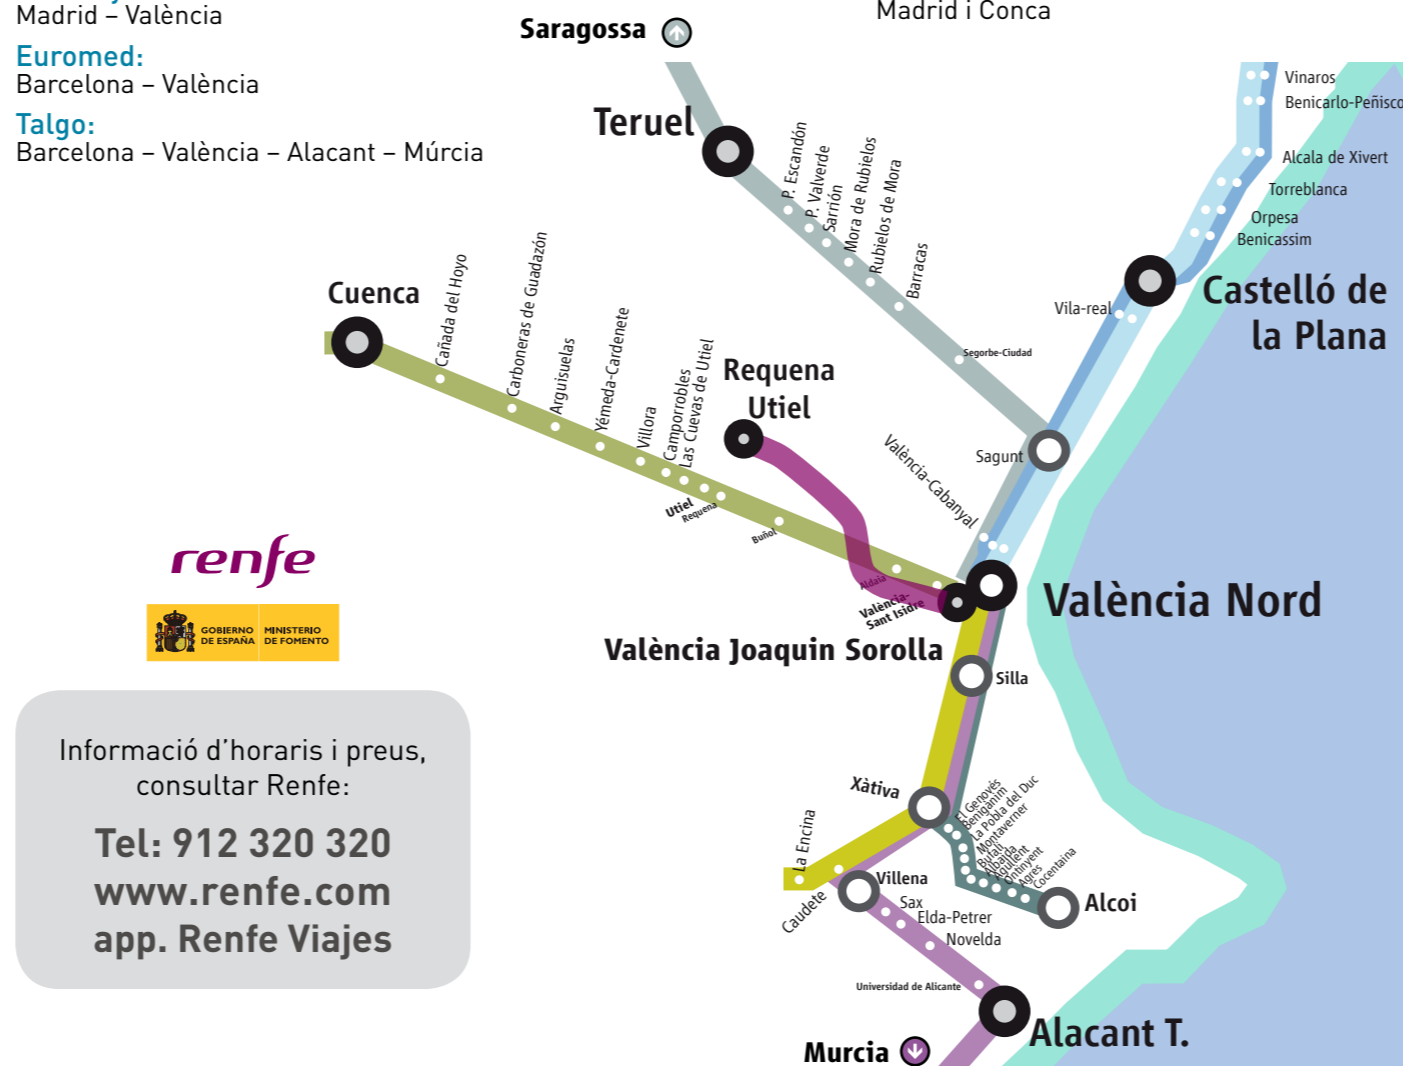 Madrid – València
Euromed:
Barcelona – València
Talgo:
Barcelona – València – Alacant – Múrcia
Madrid i Conca
Saragossa
Teruel
P. Escandón
P. Valverde
Sarrión
Mora de Rubielos
Rubielos de Mora
Barracas
Segorbe-Ciudad
Vinaros
Benicarlo-Peñisco
Alcala de Xivert
Torreblanca
Orpesa
Benicassim
Castelló de
la Plana
Vila-real
Sagunt
València-Cabanyal
Cuenca
Cañada del Hoyo
Carboneras de Guadazón
Arguisuelas
Yémeda-Cardenete
Villora
Camporrobles
Las Cuevas de Utiel
Utiel
Requena
Buñol
Aldaia
València-
Sant Isidre
Requena
Utiel
València Nord
València Joaquin Sorolla
Silla
Xàtiva
El Genovés
Beniganim
La Pobla del Duc
Montaverner
Bufali
Albaida
Agullent
Ontinyent
Agres
Cocentaina
Alcoi
La Encina
Caudete
Villena
Sax
Elda-Petrer
Novelda
Universidad de Alicante
Alacant T.
Murcia
renfe
GOBIERNO
DE ESPAÑA
MINISTERIO
DE FOMENTO
Informació d’horaris i preus,
consultar Renfe:
Tel: 912 320 320
www.renfe.com
app. Renfe Viajes